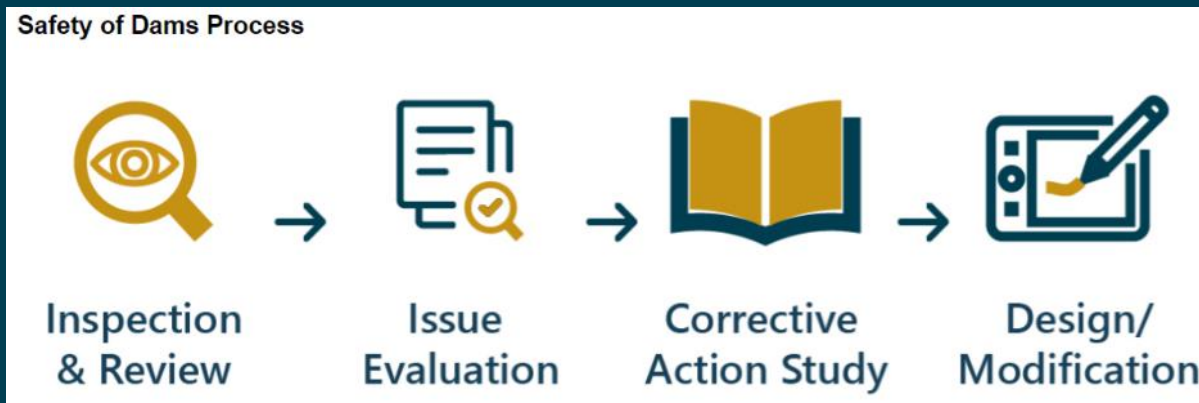 Safety of Dams Process
Inspection
& Review
Issue
Evaluation
Corrective
Action Study
Design/
Modification